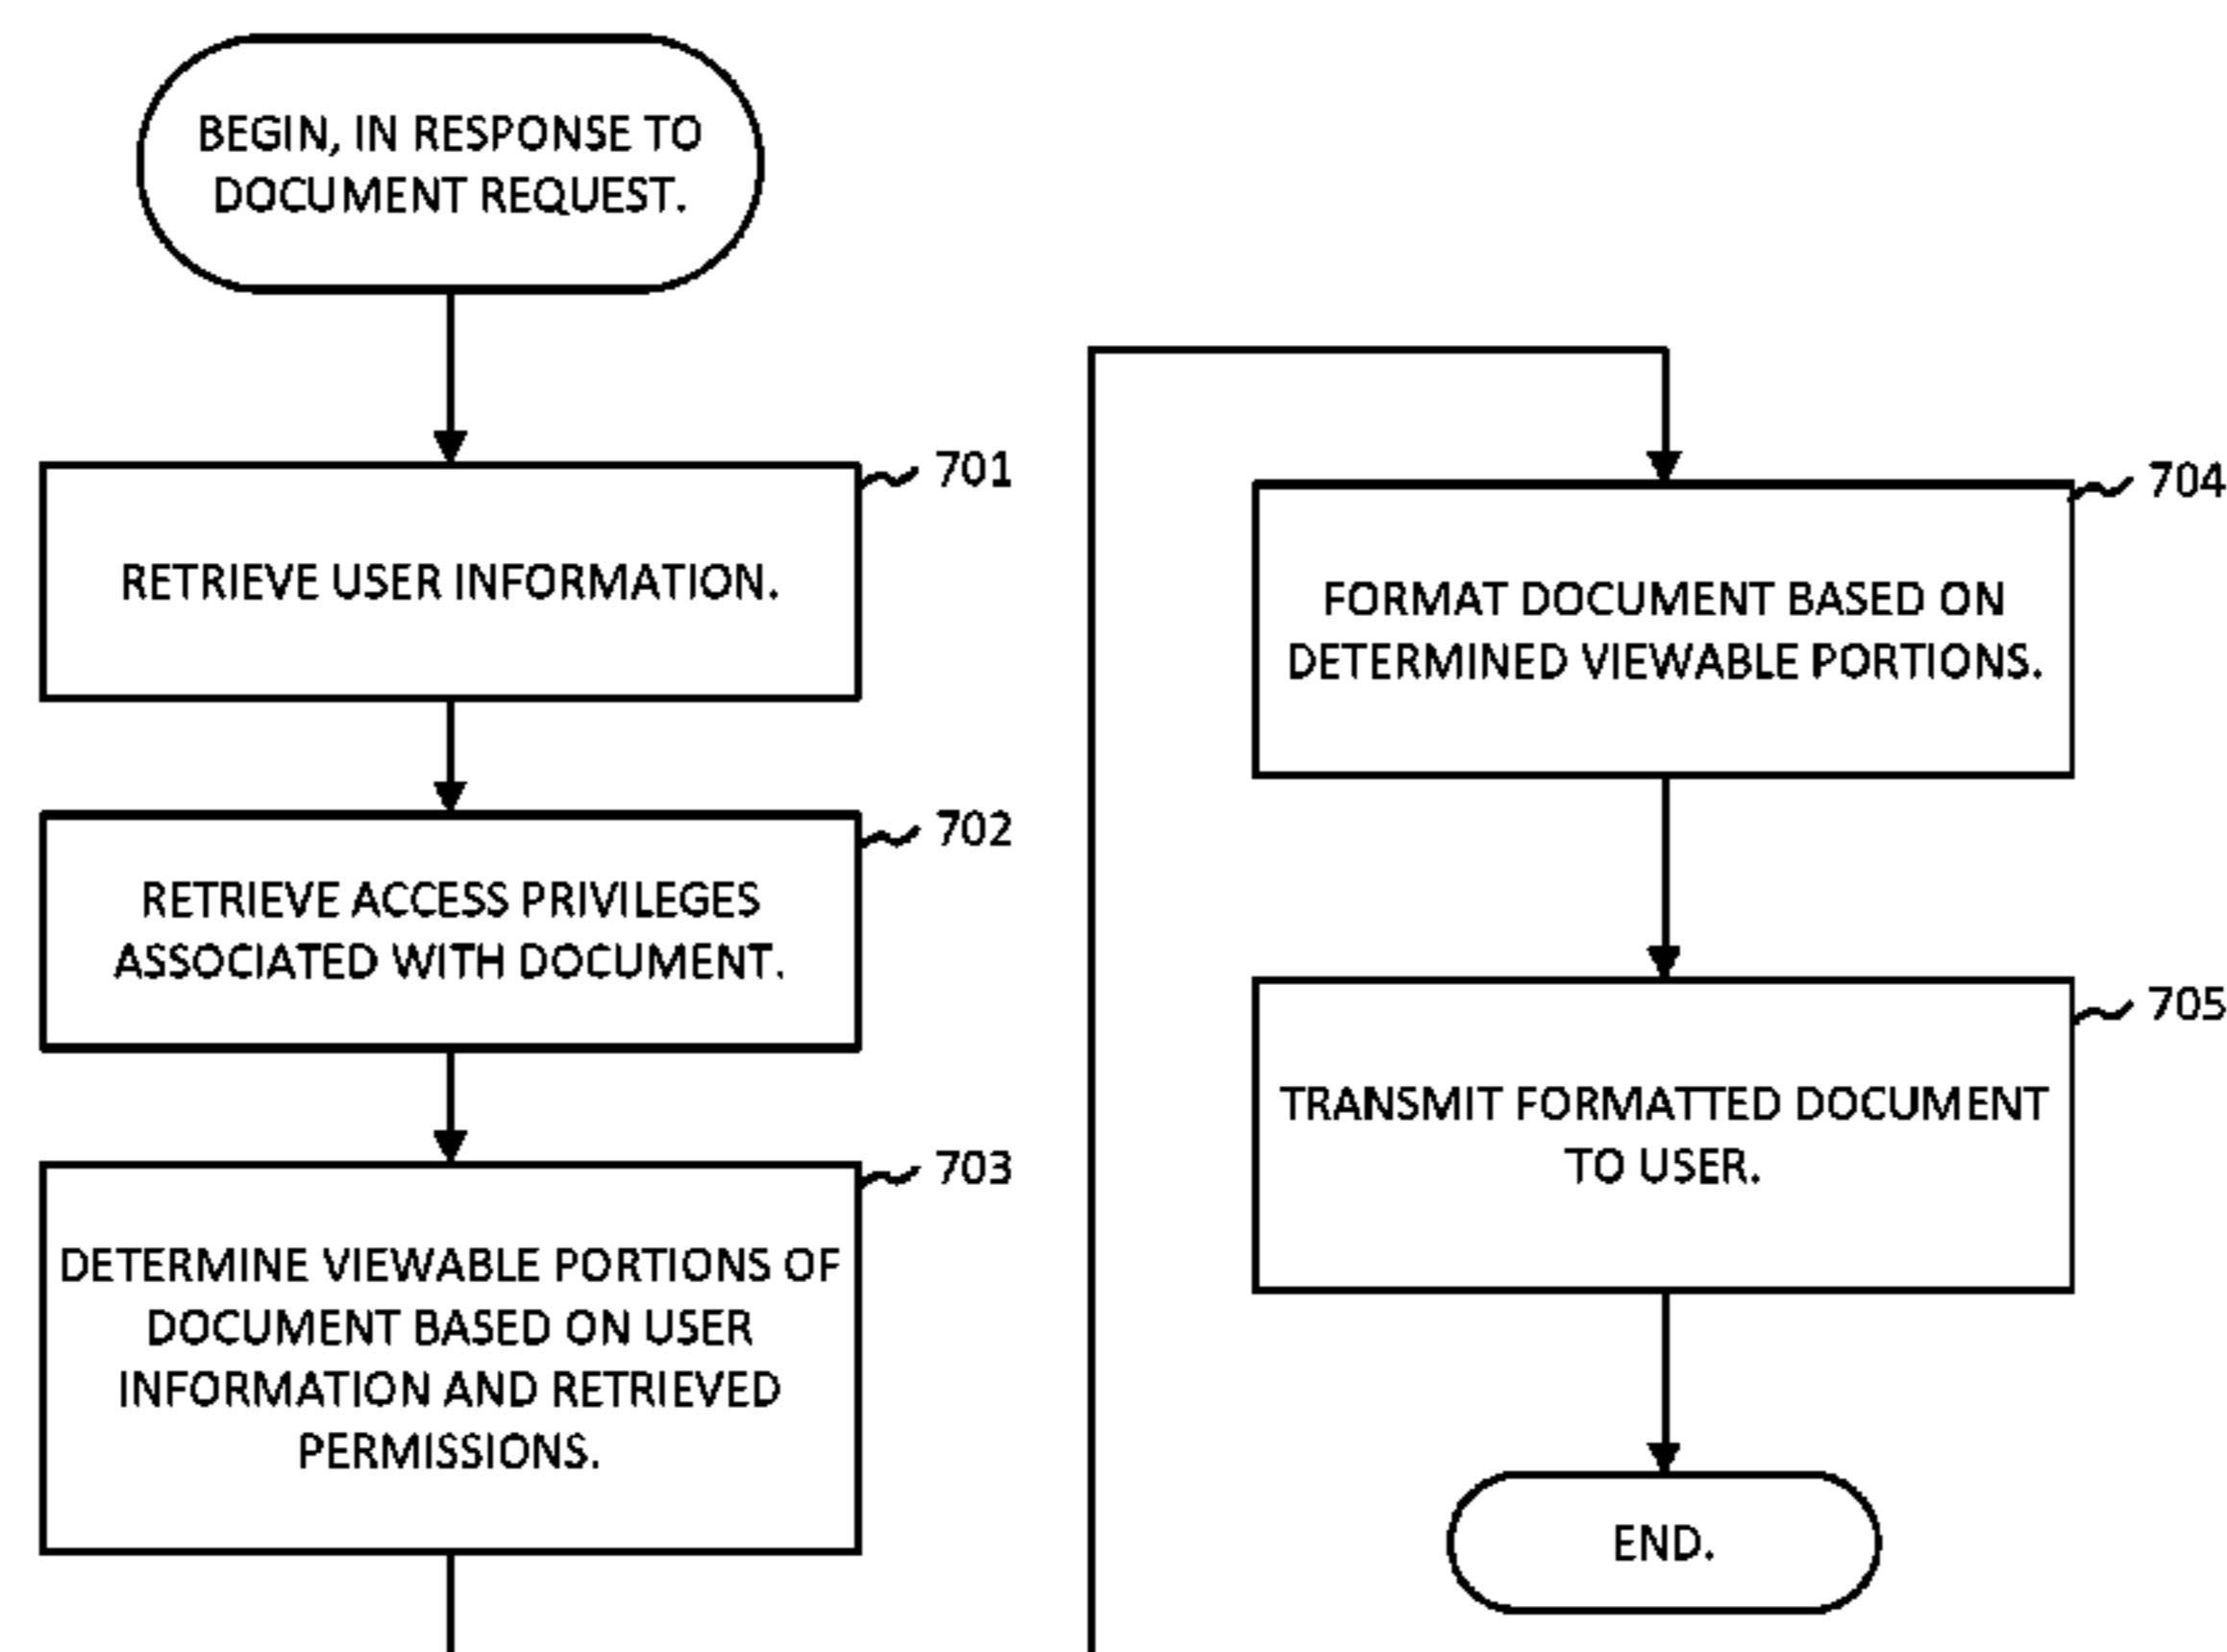 BEGIN, IN RESPONSE TO
DOCUMENT REQUEST.
701
RETRIEVE USER INFORMATION.
702
RETRIEVE ACCESS PRIVILEGES
ASSOCIATED WITH DOCUMENT.
703
DETERMINE VIEWABLE PORTIONS OF
DOCUMENT BASED ON USER
INFORMATION AND RETRIEVED
PERMISSIONS.
704
FORMAT DOCUMENT BASED ON
DETERMINED VIEWABLE PORTIONS.
705
TRANSMIT FORMATTED DOCUMENT
TO USER.
END.